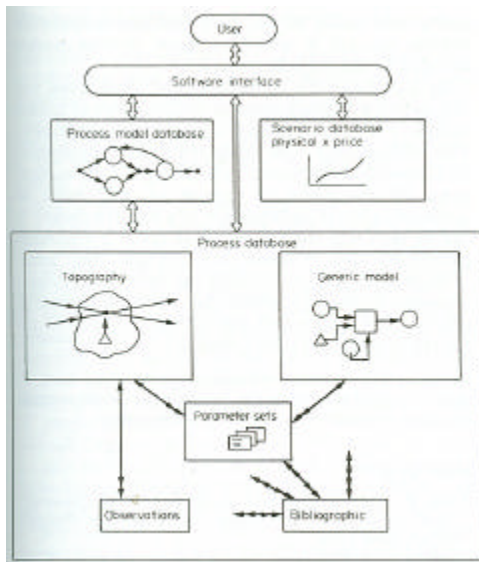 User
Software interface
Process model database
Scenario database
physical x price
Process database
Topography
Generic model
Parameter sets
Observations
Bibliographic